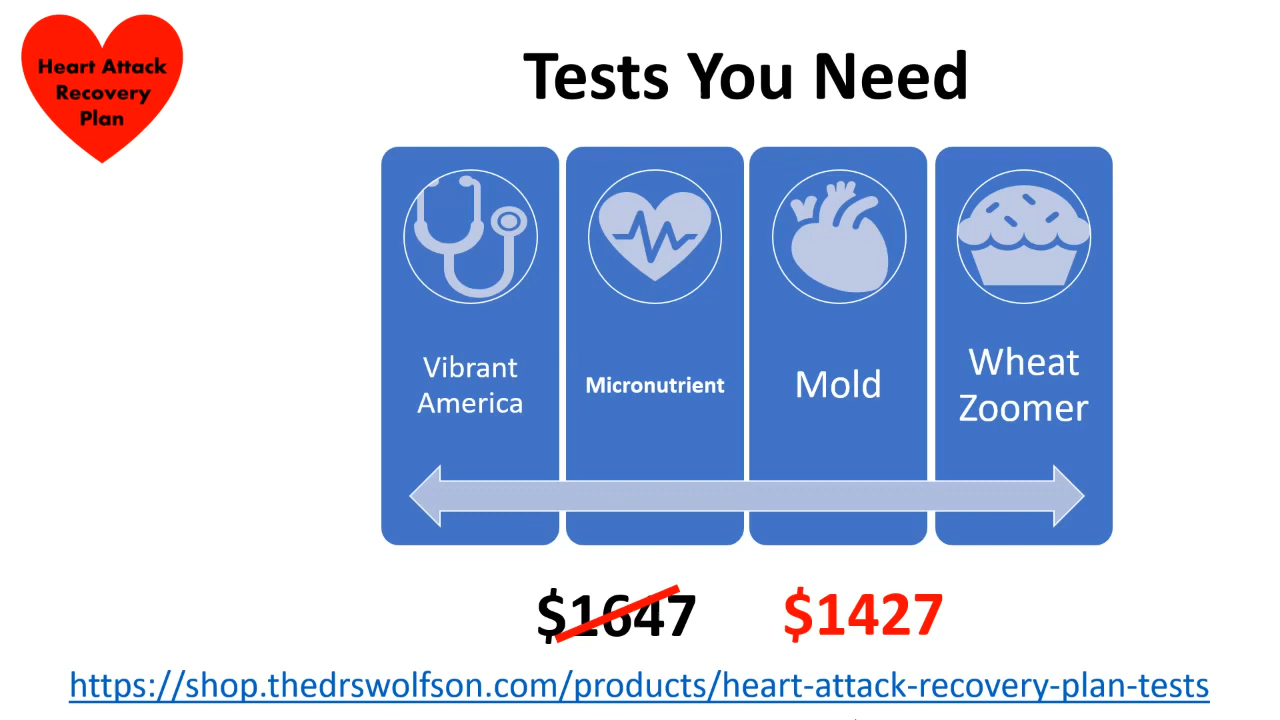 Heart Attack
Recovery
Plan
Tests You Need
Vibrant
America
Micronutrient
Mold
Wheat
Zoomer
$1647
$1427
https://shop.thedrswolfson.com/products/heart-attack-recovery-plan-tests